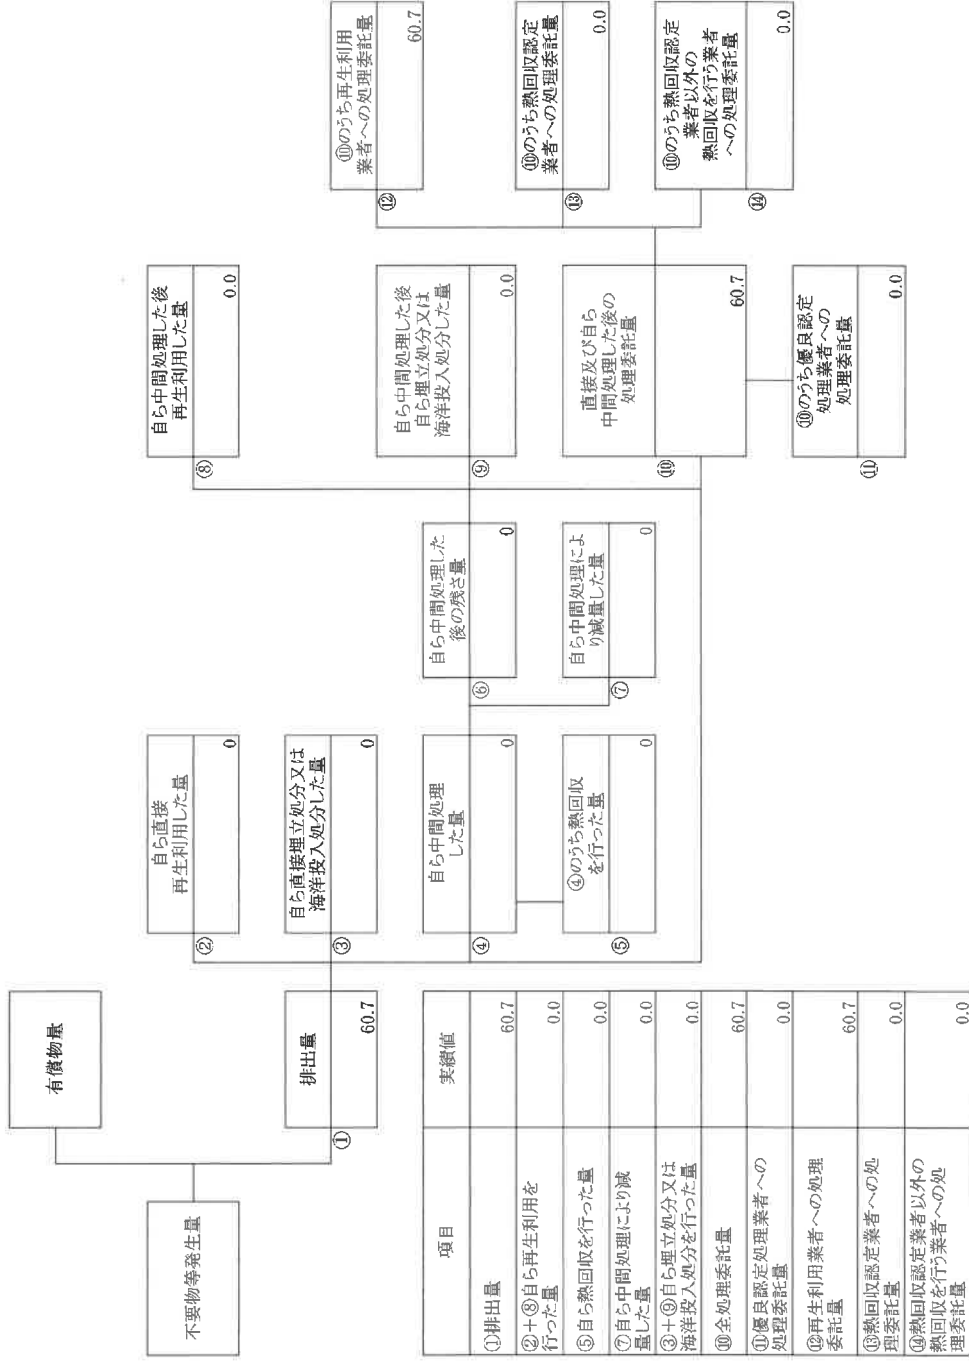 不要物等発生量
有償物量
①
排出量
60.7
②
自ら直接
再生利用した量
0
③
自ら直接埋立処分又は
海洋投入処分した量
0
④
自ら中間処理
した量
0
⑤
④のうち熱回収
を行った量
0
⑥
自ら中間処理した
後の残さ量
0
⑦
自ら中間処理によ
り減量した量
0
⑧
自ら中間処理した後
再生利用した量
0.0
⑨
自ら中間処理した後
自ら埋立処分又は
海洋投入処分した量
0.0
⑩
直接及び自ら
中間処理した後の
処理委託量
60.7
⑪
⑩のうち優良認定
処理業者への
処理委託量
0.0
⑫
⑩のうち再生利用
業者への処理委託量
60.7
⑬
⑩のうち熱回収認定
業者への処理委託量
0.0
⑭
⑩のうち熱回収認定
業者以外の
熱回収を行う業者
への処理委託量
0.0
項目 実績値
①排出量 60.7
②+⑧自ら再生利用を
行った量 0.0
⑤自ら熱回収を行った量 0.0
⑦自ら中間処理により減
量した量 0.0
③+⑨自ら埋立処分又は
海洋投入処分を行った量 0.0
⑩全処理委託量 60.7
⑪優良認定処理業者への
処理委託量 0.0
⑫再生利用業者への処理
委託量 60.7
⑬熱回収認定業者への処
理委託量 0.0
⑭熱回収認定業者以外の
熱回収を行う業者への処
理委託量 0.0